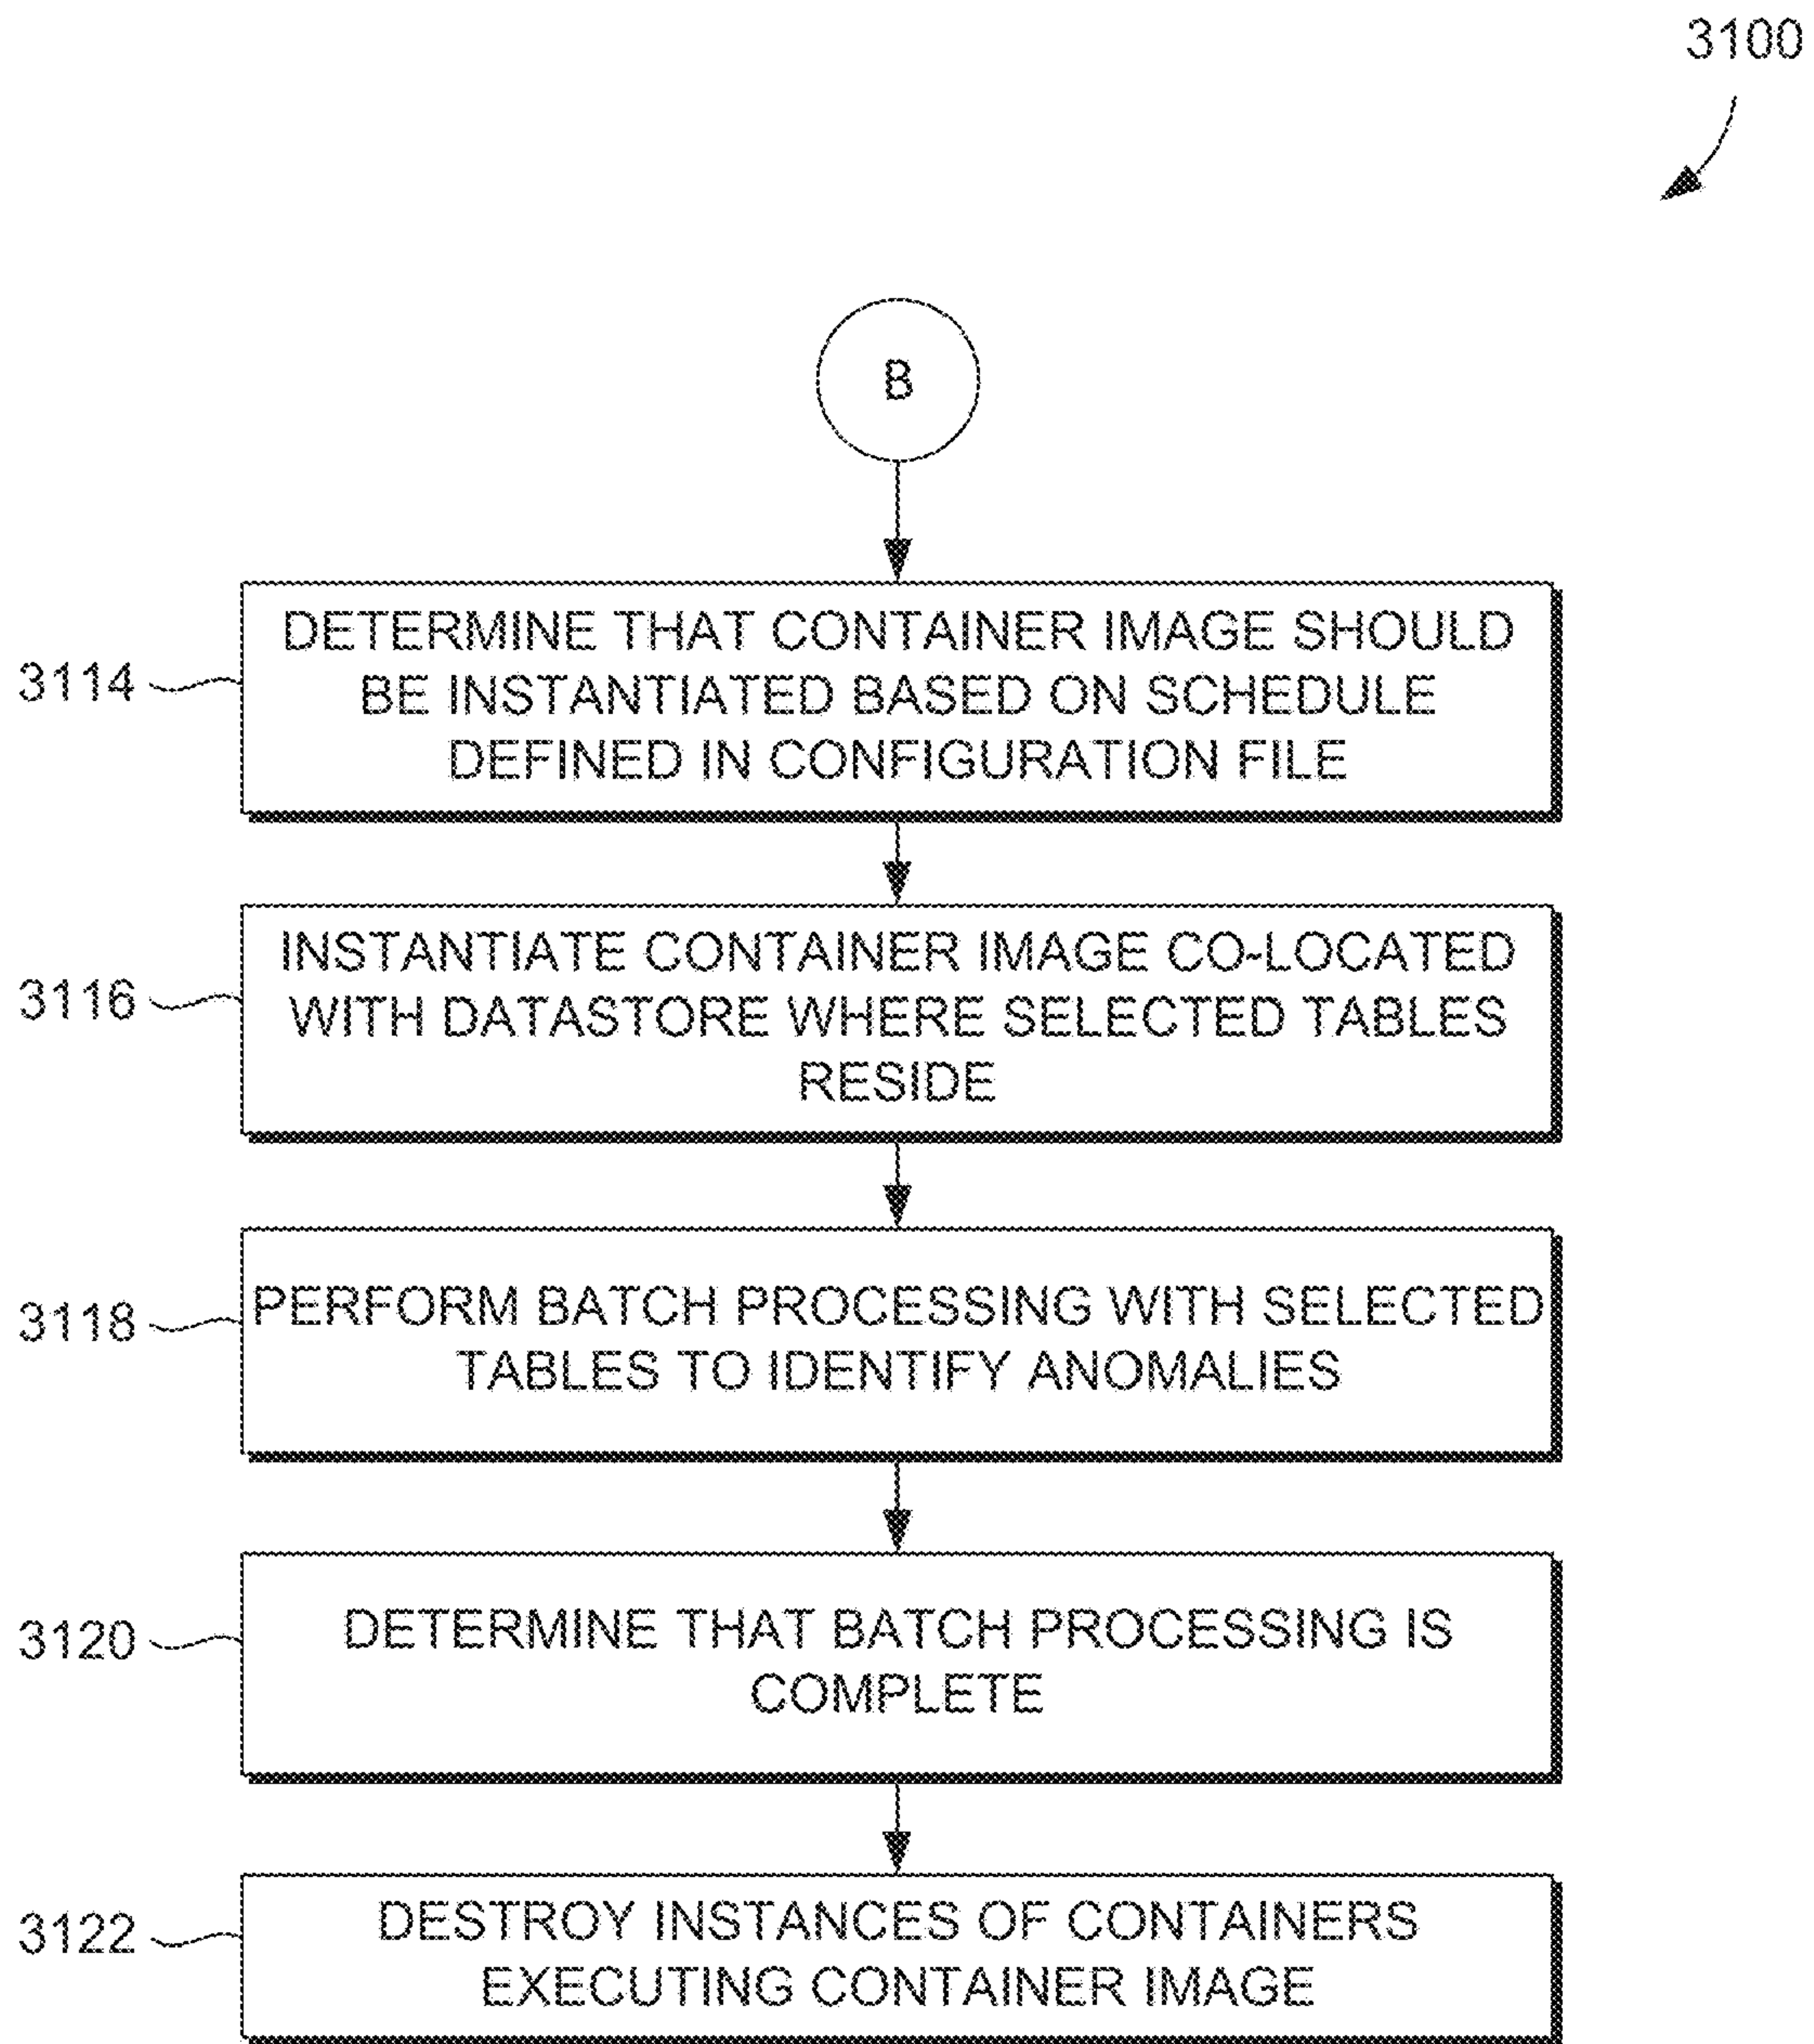 3100
B
3114
DETERMINE THAT CONTAINER IMAGE SHOULD
BE INSTANTIATED BASED ON SCHEDULE
DEFINED IN CONFIGURATION FILE
3116
INSTANTIATE CONTAINER IMAGE CO-LOCATED
WITH DATASTORE WHERE SELECTED TABLES
RESIDE
3118
PERFORM BATCH PROCESSING WITH SELECTED
TABLES TO IDENTIFY ANOMALIES
3120
DETERMINE THAT BATCH PROCESSING IS
COMPLETE
3122
DESTROY INSTANCES OF CONTAINERS
EXECUTING CONTAINER IMAGE